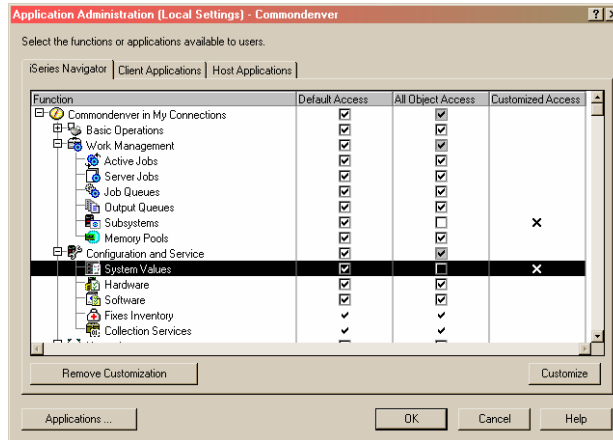 Application Administration (Local Settings) - Commondenver
Select the functions or applications available to users.
iSeries Navigator Client Applications Host Applications
Function Default Access All Object Access Customized Access
Commondenver in My Connections
Basic Operations
Work Management
Active Jobs
Server Jobs
Job Queues
Output Queues
Subsystems
Memory Pools
Configuration and Service
System Values
Hardware
Software
Fixes Inventory
Collection Services
Remove Customization Customize
Applications ... OK Cancel Help